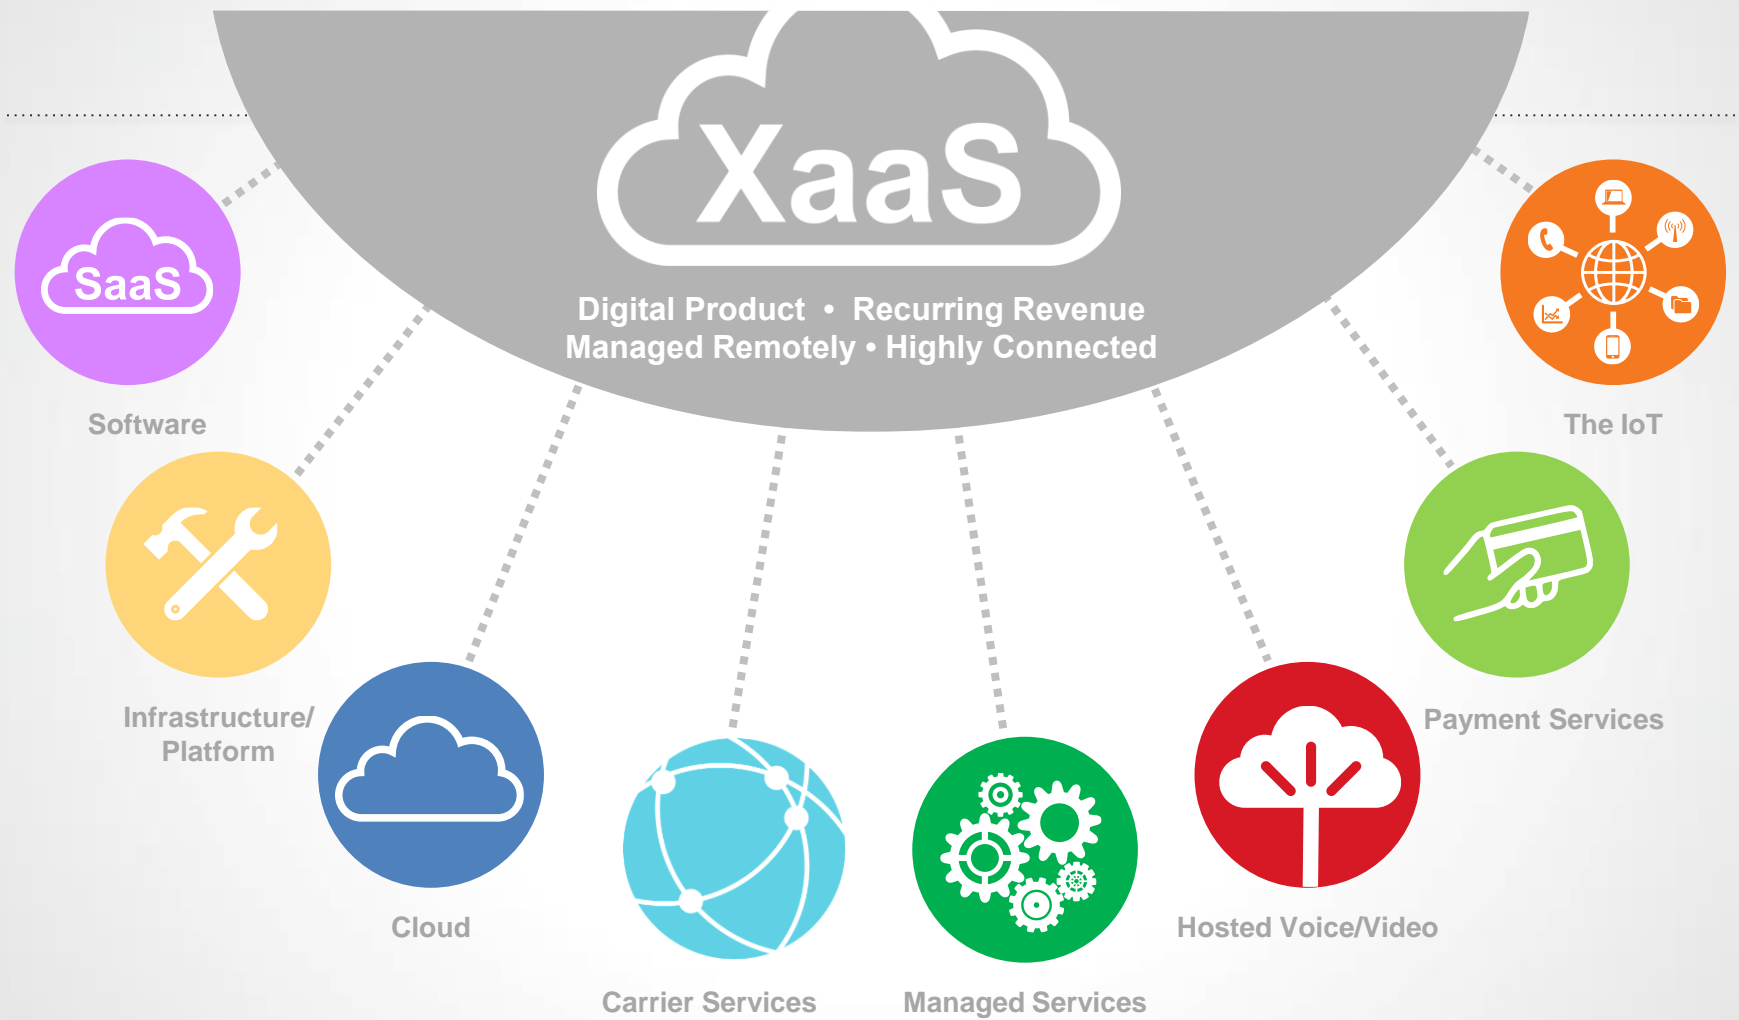 XaaS
Digital Product • Recurring Revenue
Managed Remotely • Highly Connected
SaaS
Software
Infrastructure/
Platform
Cloud
Carrier Services
Managed Services
Hosted Voice/Video
Payment Services
The IoT